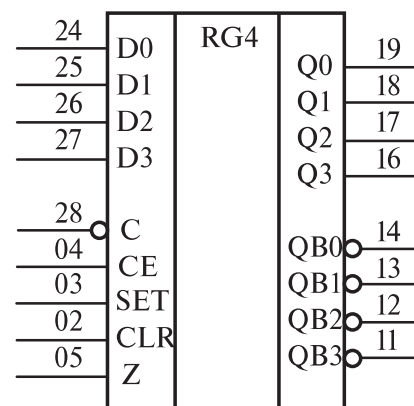 RG4
24 D0
25 D1
26 D2
27 D3
28 C
04 CE
03 SET
02 CLR
05 Z
Q0 19
Q1 18
Q2 17
Q3 16
QB0 14
QB1 13
QB2 12
QB3 11